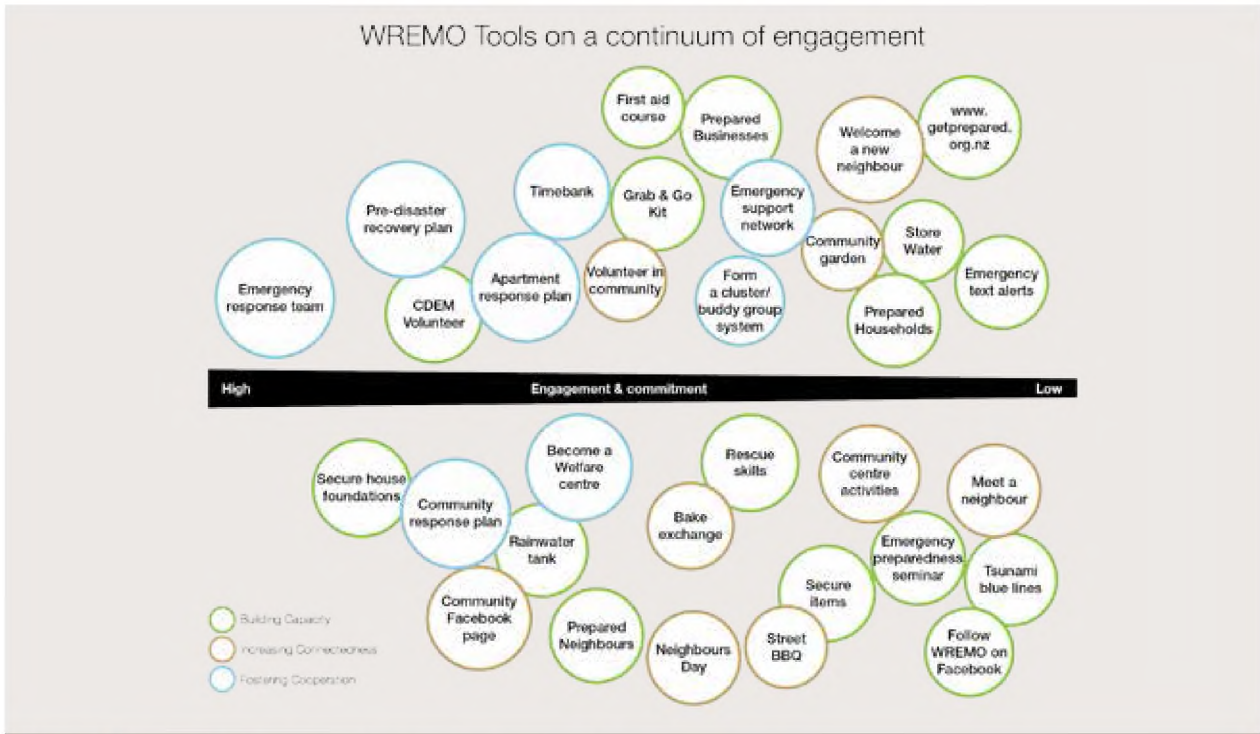 WREMO Tools on a continuum of engagement
First aid
course
Prepared
Businesses
Welcome
a new
neighbour
www.
getprepared.
org.nz
Timebank
Grab & Go
Kit
Emergency
support
network
Pre-disaster
recovery plan
Community
garden
Store
Water
Emergency
response team
CDEM
Volunteer
Apartment
response plan
Volunteer in
community
Form
a cluster/
buddy group
system
Prepared
Households
Emergency
text alerts
High
Engagement & commitment
Low
Secure house
foundations
Community
response plan
Become a
Welfare
centre
Rainwater
tank
Rescue
skills
Bake
exchange
Community
centre
activities
Meet a
neighbour
Emergency
preparedness
seminar
Tsunami
blue lines
Secure
items
Community
Facebook
page
Prepared
Neighbours
Neighbours
Day
Street
BBQ
Follow
WREMO on
Facebook
Building Capacity
Increasing Connectedness
Fostering Cooperation